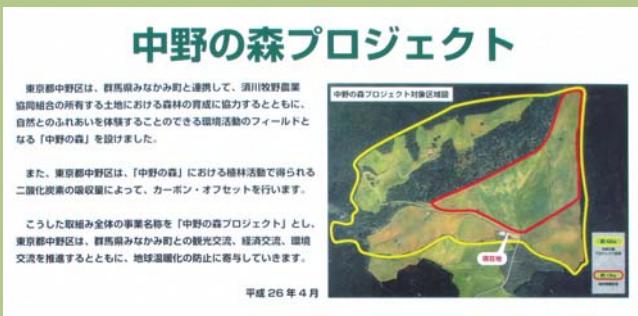 中野の森プロジェクト
東京都中野区は、群馬県みなかみ町と連携して、須川牧野農業
協同組合の所有する土地における森林の育成に協力するとともに、
自然とのふれあいを体験することのできる環境活動のフィールドと
なる「中野の森」を設けました。
また、東京都中野区は、「中野の森」における植林活動で得られる
二酸化炭素の吸収量によって、カーボン・オフセットを行います。
こうした取組み全体の事業名称を「中野の森プロジェクト」とし、
東京都中野区は、群馬県みなかみ町との観光交流、経済交流、環境
交流を推進するとともに、地球温暖化の防止に寄与していきます。
平成26年4月
中野の森プロジェクト対象区域図
現在地